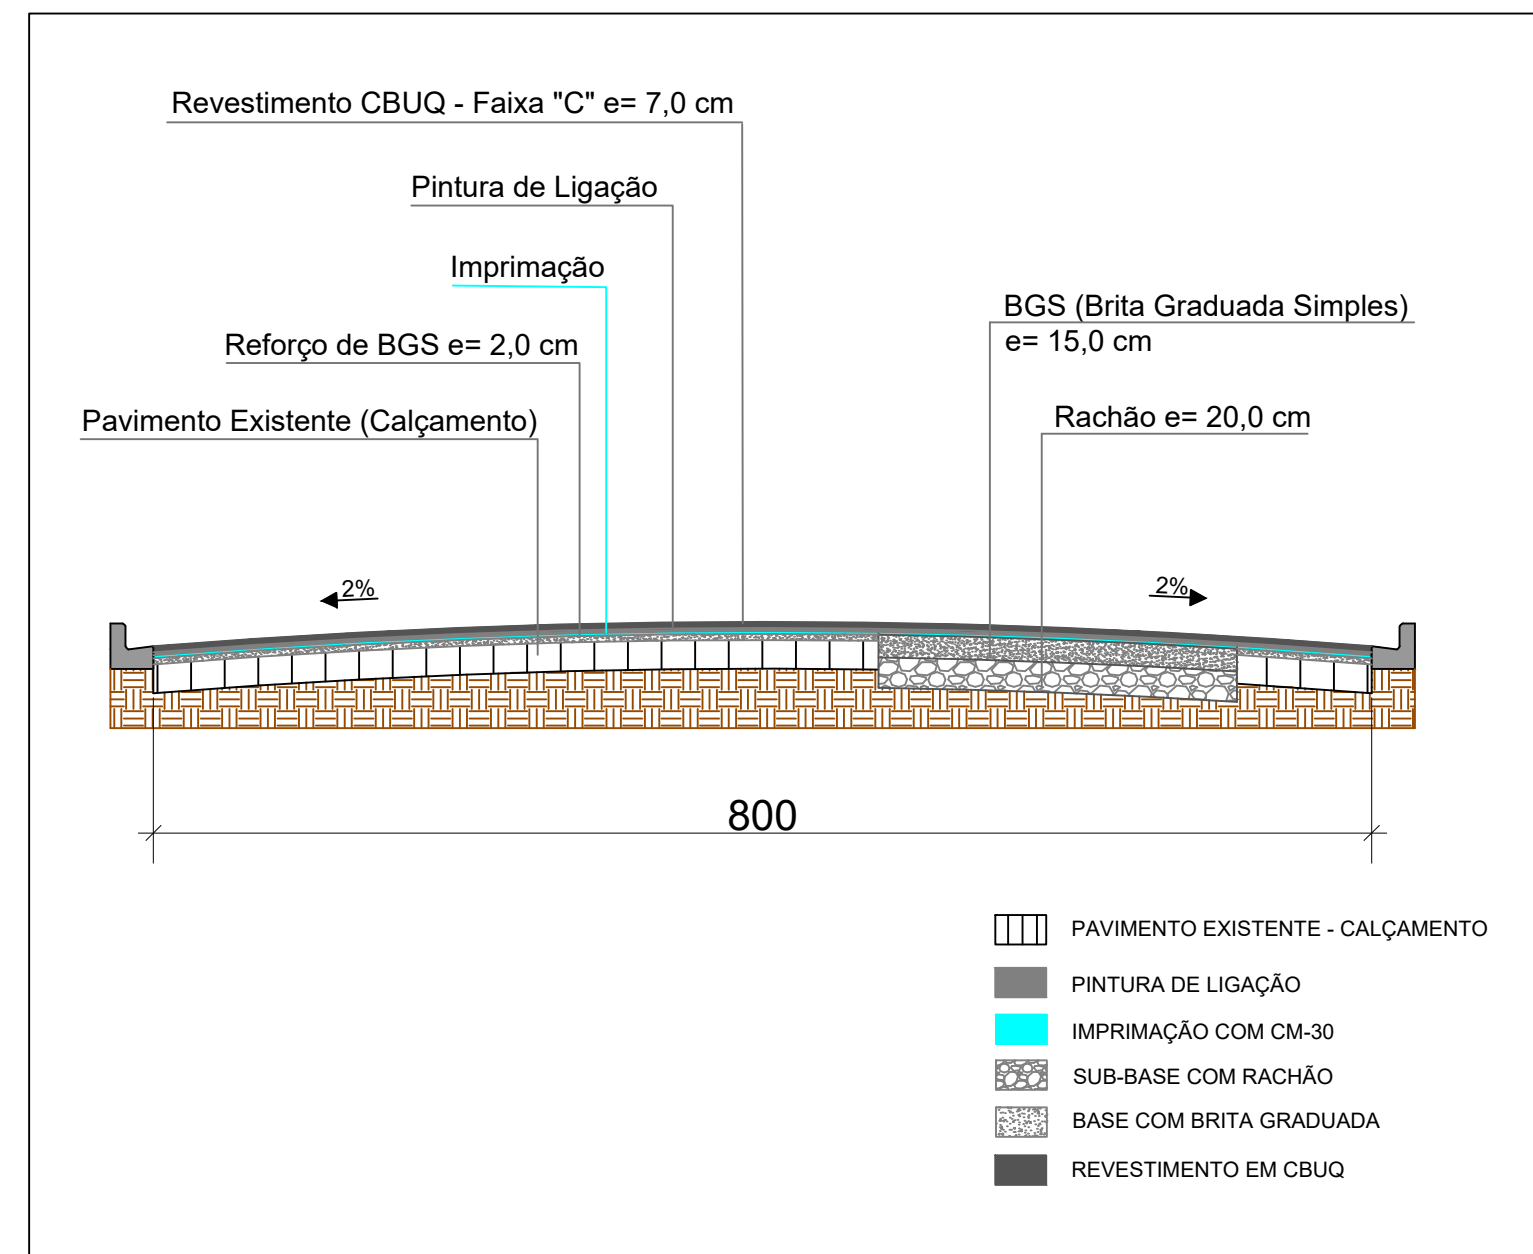 Revestimento CBUQ - Faixa "C" e= 7,0 cm
Pintura de Ligação
Imprimação
BGS (Brita Graduada Simples)
e= 15,0 cm
Reforço de BGS e= 2,0 cm
Pavimento Existente (Calçamento)
Rachão e= 20,0 cm
2%
2%
800
PAVIMENTO EXISTENTE - CALÇAMENTO
PINTURA DE LIGAÇÃO
IMPRIMAÇÃO COM CM-30
SUB-BASE COM RACHÃO
BASE COM BRITA GRADUADA
REVESTIMENTO EM CBUQ